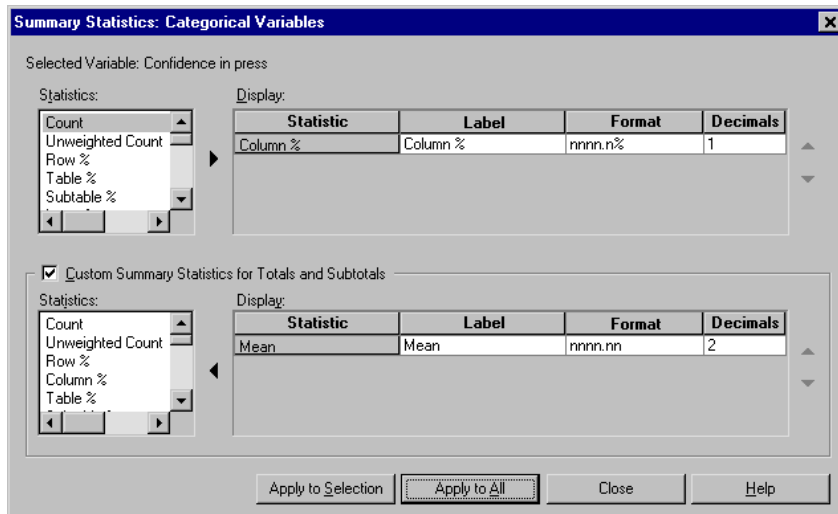 Summary Statistics: Categorical Variables
Selected Variable: Confidence in press
Statistics:
Display:
Count
Unweighted Count
Row %
Table %
Subtable %
Statistic Label Format Decimals
Column % Column % nnnn.n% 1
Custom Summary Statistics for Totals and Subtotals
Statistics:
Display:
Count
Unweighted Count
Row %
Column %
Table %
Statistic Label Format Decimals
Mean Mean nnnn.nn 2
Apply to Selection Apply to All Close Help